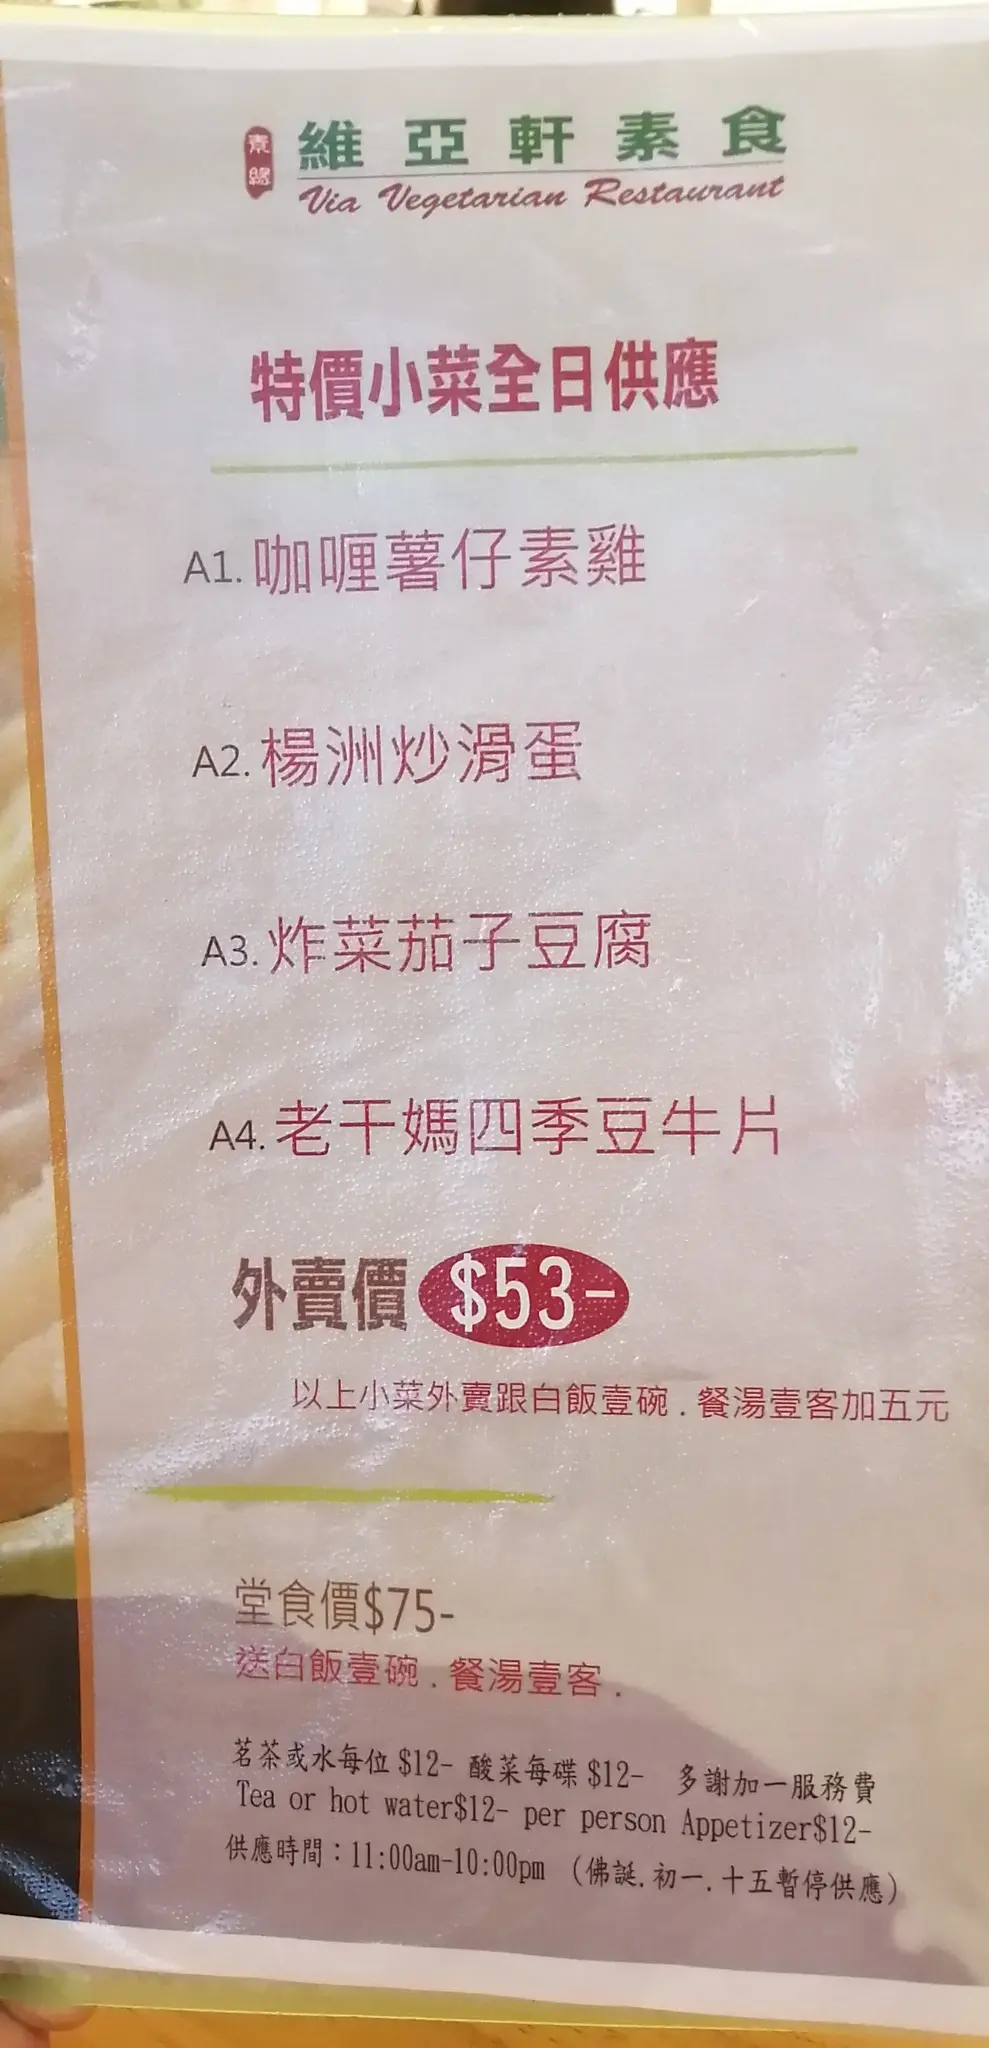 素緣
維亞軒素食
Via Vegetarian Restaurant
特價小菜全日供應
A1. 咖喱薯仔素雞
A2. 楊洲炒滑蛋
A3. 炸菜茄子豆腐
A4. 老干媽四季豆牛片
外賣價 $53-
以上小菜外賣跟白飯壹碗 . 餐湯壹客加五元
堂食價$75-
送白飯壹碗 . 餐湯壹客 .
茗茶或水每位 $12- 酸菜每碟 $12- 多謝加一服務費
Tea or hot water$12- per person Appetizer$12-
供應時間：11:00am-10:00pm （佛誕. 初一. 十五暫停供應）